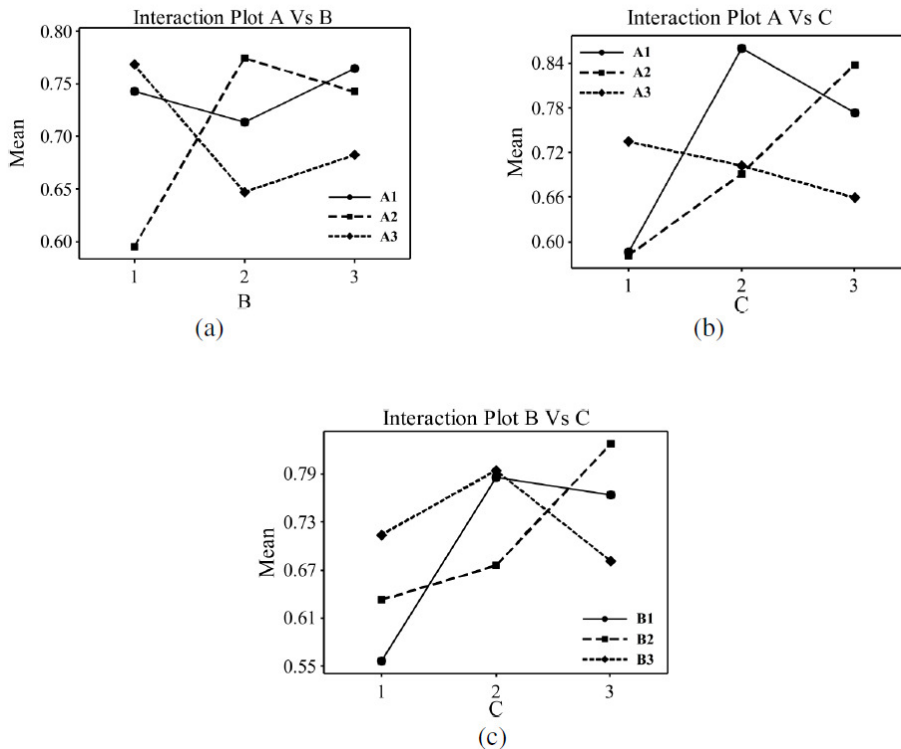 Interaction Plot A Vs B
0.80
0.75
0.70
0.65
0.60
Mean
A1
A2
A3
1 2 3
B
(a)
Interaction Plot A Vs C
0.84
0.78
0.72
0.66
0.60
Mean
A1
A2
A3
1 2 3
C
(b)
Interaction Plot B Vs C
0.79
0.73
0.67
0.61
0.55
Mean
B1
B2
B3
1 2 3
C
(c)